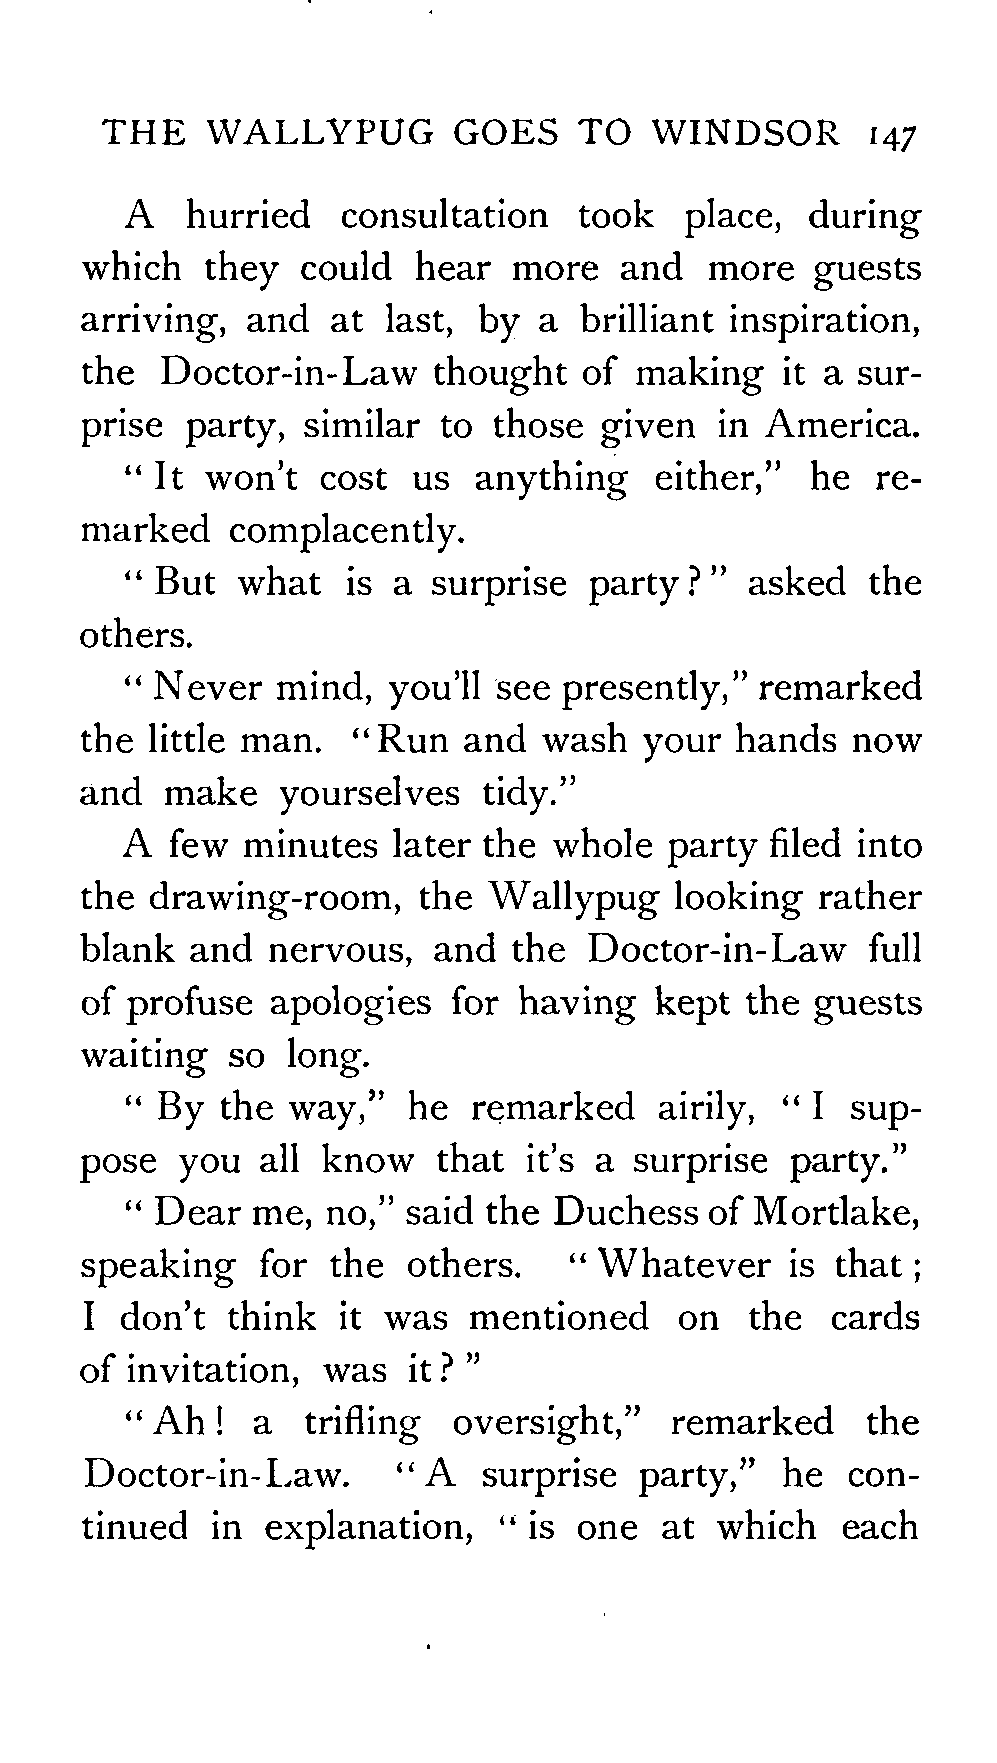 THE WALLYPUG GOES TO WINDSOR 147
A hurried consultation took place, during
which they could hear more and more guests
arriving, and at last, by a brilliant inspiration,
the Doctor-in-Law thought of making it a sur-
prise party, similar to those given in America.
" It won't cost us anything either," he re-
marked complacently.
" But what is a surprise party ? " asked the
others.
" Never mind, you'll see presently," remarked
the little man. " Run and wash your hands now
and make yourselves tidy."
A few minutes later the whole party filed into
the drawing-room, the Wallypug looking rather
blank and nervous, and the Doctor-in-Law full
of profuse apologies for having kept the guests
waiting so long.
" By the way," he remarked airily, " I sup-
pose you all know that it's a surprise party."
" Dear me, no," said the Duchess of Mortlake,
speaking for the others. " Whatever is that ;
I don't think it was mentioned on the cards
of invitation, was it ? "
" Ah ! a trifling oversight," remarked the
Doctor-in-Law. " A surprise party," he con-
tinued in explanation, " is one at which each